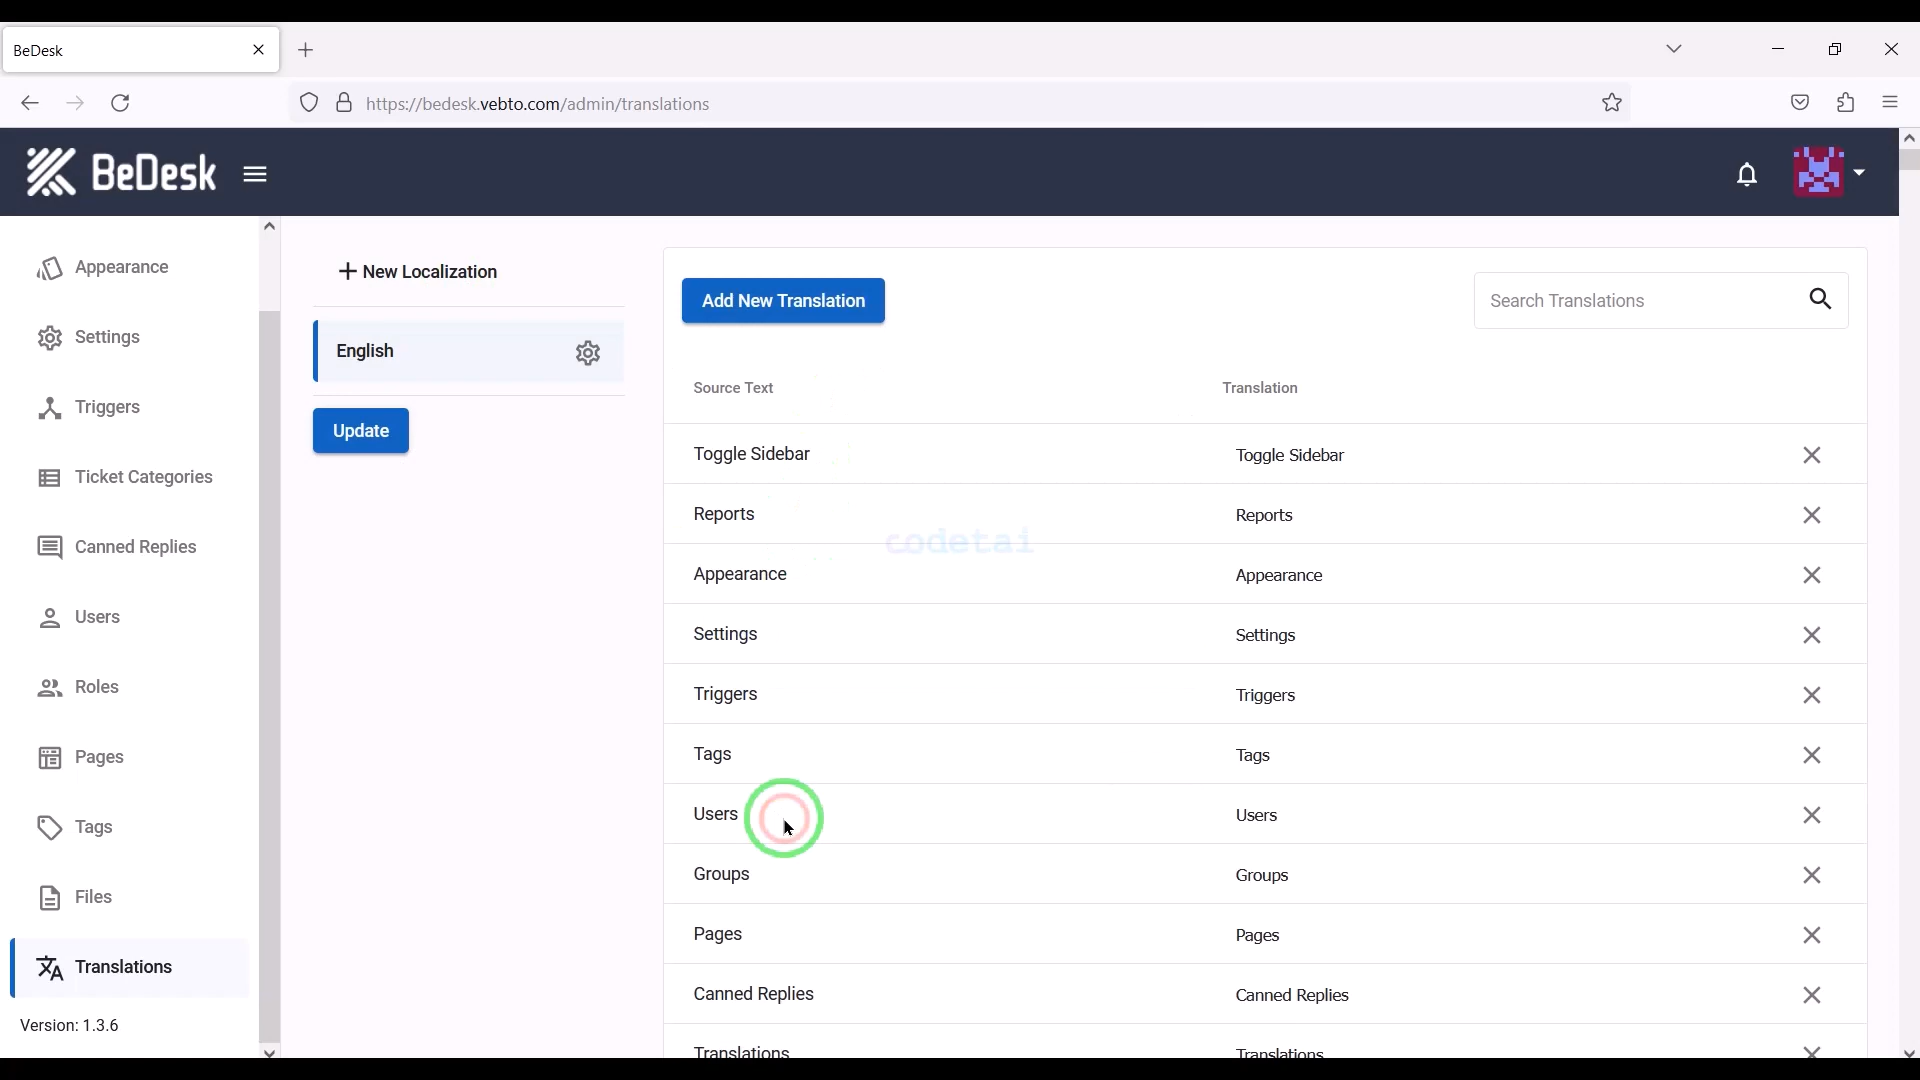 BeDesk
https://bedesk.vebto.com/admin/translations
BeDesk
Appearance
Settings
Triggers
Ticket Categories
Canned Replies
Users
Roles
Pages
Tags
Files
Translations
Version: 1.3.6
New Localization
English
Update
Add New Translation
Search Translations
Source Text Translation
Toggle Sidebar Toggle Sidebar
Reports Reports
codetai
Appearance Appearance
Settings Settings
Triggers Triggers
Tags Tags
Users Users
Groups Groups
Pages Pages
Canned Replies Canned Replies
Translations Translations